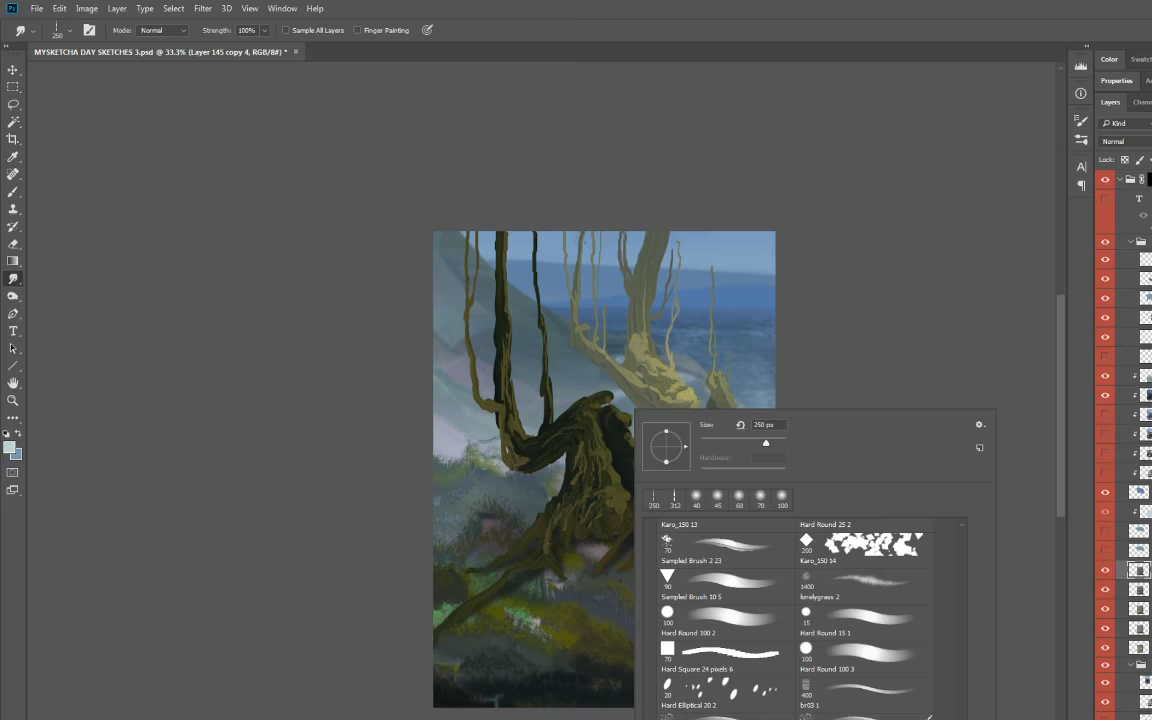 Ps File Edit Image Layer Type Select Filter 3D View Window Help
250 Mode: Normal Strength: 100% Sample All Layers Finger Painting
MYSKETCHA DAY SKETCHES 3.psd @ 33.3% (Layer 145 copy 4, RGB/8#) * ×
Color Swatc
Properties A
Layers Chann
Kind
Normal
Lock:
Size: 250 px
Hardness:
250 312 40 45 60 70 100
Karo_150 13 Hard Round 25 2
70 200
Sampled Brush 2 23 Karo_150 14
90 1400
Sampled Brush 10 5 lonelygrass 2
100 15
Hard Round 100 2 Hard Round 15 1
70 100
Hard Square 24 pixels 6 Hard Round 100 3
20 400
Hard Elliptical 20 2 br03 1